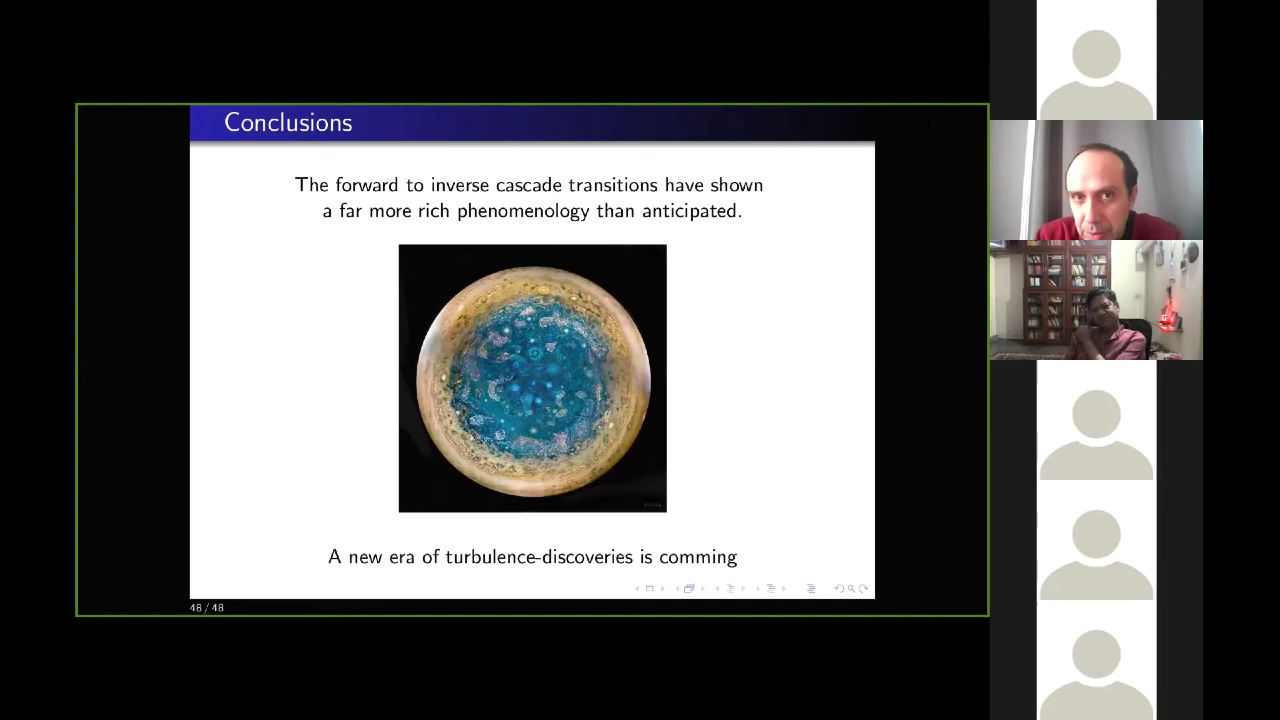 Conclusions
The forward to inverse cascade transitions have shown
a far more rich phenomenology than anticipated.
A new era of turbulence-discoveries is comming
48 / 48